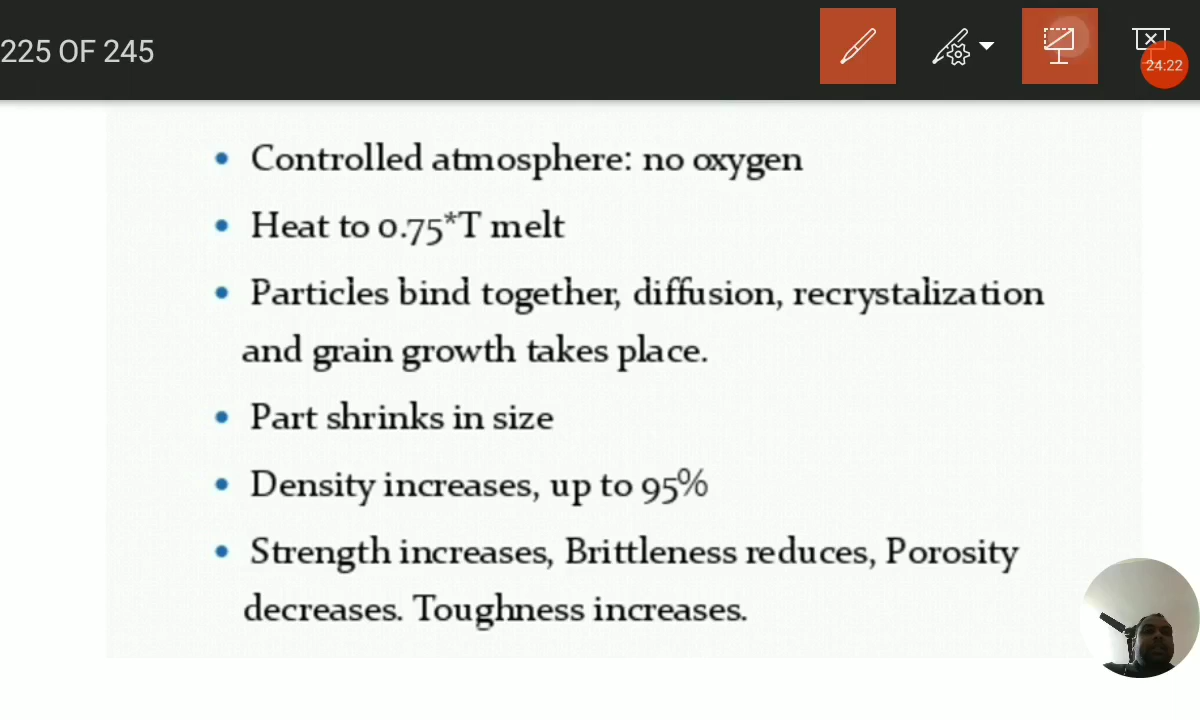 225 OF 245
24:22
• Controlled atmosphere: no oxygen
• Heat to 0.75*T melt
• Particles bind together, diffusion, recrystalization
and grain growth takes place.
• Part shrinks in size
• Density increases, up to 95%
• Strength increases, Brittleness reduces, Porosity
decreases. Toughness increases.